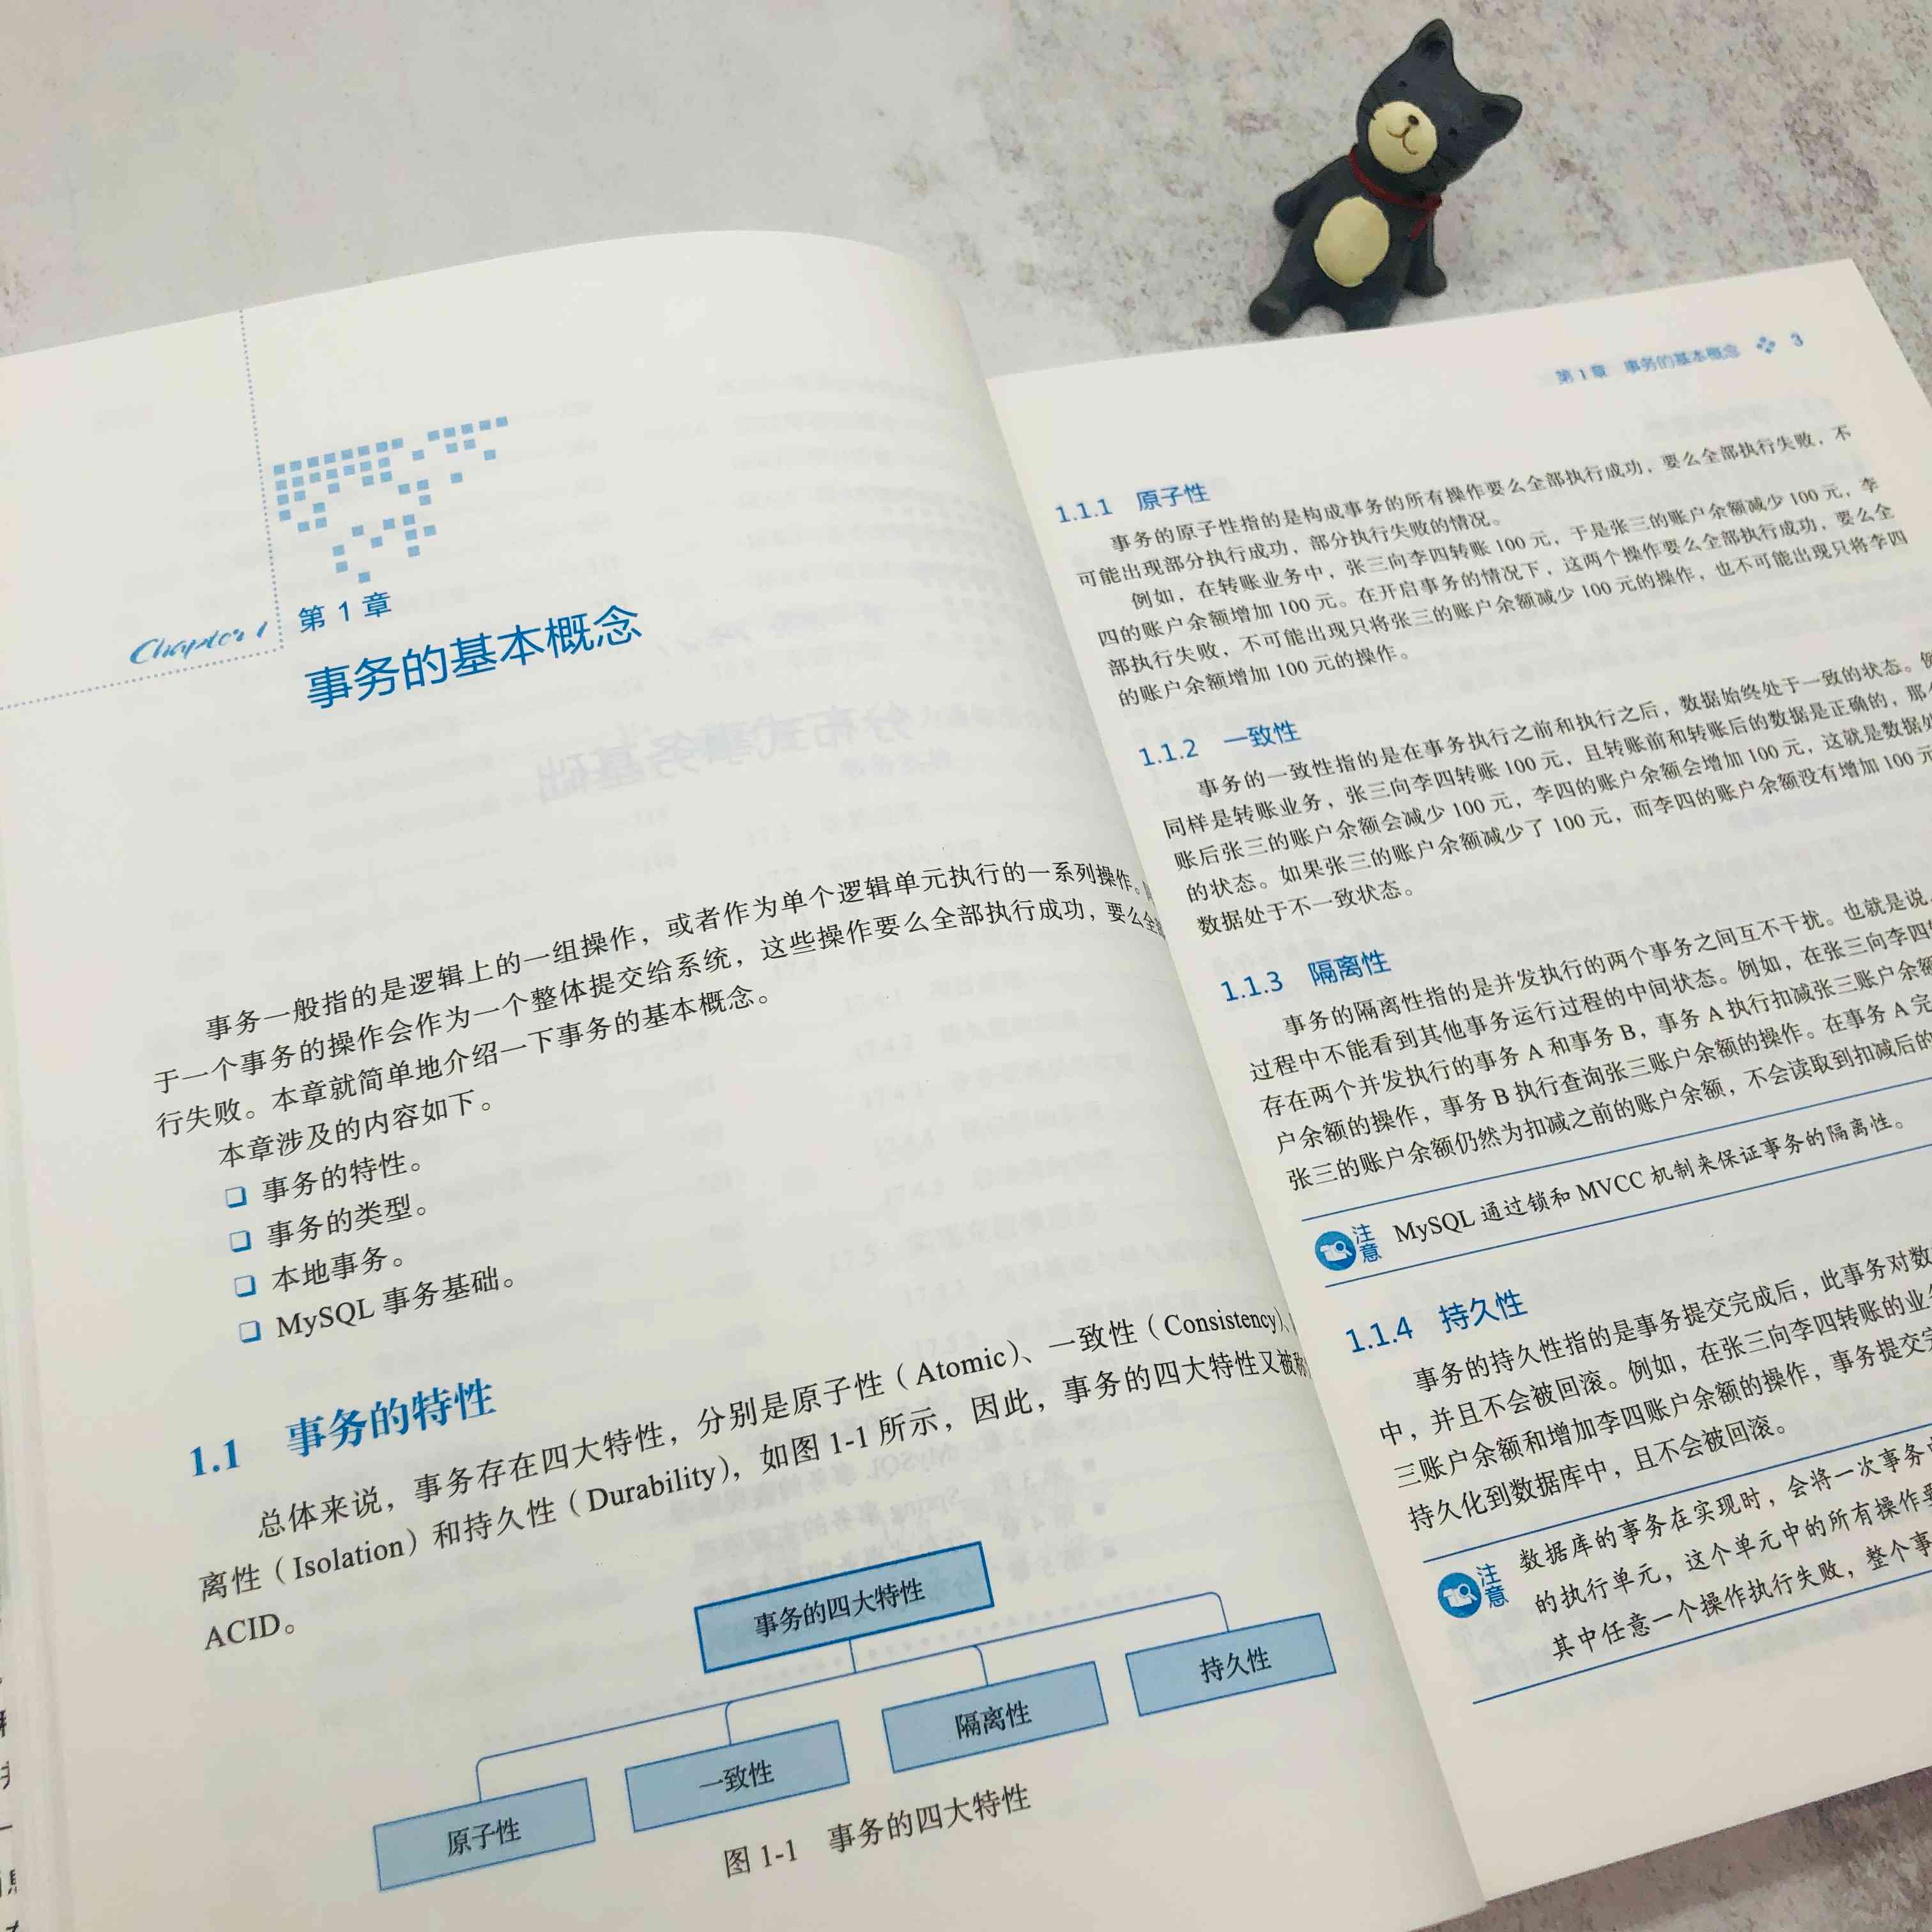 Chapter 1
第 1 章
事务的基本概念
事务一般指的是逻辑上的一组操作，或者作为单个逻辑单元执行的一系列操作。
于一个事务的操作会作为一个整体提交给系统，这些操作要么全部执行成功，要么全
行失败。本章就简单地介绍一下事务的基本概念。
本章涉及的内容如下。
❏ 事务的特性。
❏ 事务的类型。
❏ 本地事务。
❏ MySQL 事务基础。
1.1 事务的特性
总体来说，事务存在四大特性，分别是原子性（Atomic）、一致性（Consistency）、
离性（Isolation）和持久性（Durability），如图 1-1 所示，因此，事务的四大特性又被称
ACID。
事务的四大特性
原子性
一致性
隔离性
持久性
图 1-1 事务的四大特性
第 1 章 事务的基本概念 3
1.1.1 原子性
事务的原子性指的是构成事务的所有操作要么全部执行成功，要么全部执行失败，不
可能出现部分执行成功，部分执行失败的情况。
例如，在转账业务中，张三向李四转账 100 元，于是张三的账户余额减少 100 元，李
四的账户余额增加 100 元。在开启事务的情况下，这两个操作要么全部执行成功，要么全
部执行失败，不可能出现只将张三的账户余额减少 100 元的操作，也不可能出现只将李四
的账户余额增加 100 元的操作。
1.1.2 一致性
事务的一致性指的是在事务执行之前和执行之后，数据始终处于一致的状态。例
同样是转账业务，张三向李四转账 100 元，且转账前和转账后的数据是正确的，那
账后张三的账户余额会减少 100 元，李四的账户余额会增加 100 元，这就是数据处
的状态。如果张三的账户余额减少了 100 元，而李四的账户余额没有增加 100 元
数据处于不一致状态。
1.1.3 隔离性
事务的隔离性指的是并发执行的两个事务之间互不干扰。也就是说，
过程中不能看到其他事务运行过程的中间状态。例如，在张三向李四
存在两个并发执行的事务 A 和事务 B，事务 A 执行扣减张三账户余额
户余额的操作，事务 B 执行查询张三账户余额的操作。在事务 A 完
张三的账户余额仍然为扣减之前的账户余额，不会读取到扣减后的
注意 MySQL 通过锁和 MVCC 机制来保证事务的隔离性。
1.1.4 持久性
事务的持久性指的是事务提交完成后，此事务对数
中，并且不会被回滚。例如，在张三向李四转账的业
三账户余额和增加李四账户余额的操作，事务提交
持久化到数据库中，且不会被回滚。
注意 数据库的事务在实现时，会将一次事务
的执行单元，这个单元中的所有操作要
其中任意一个操作执行失败，整个事